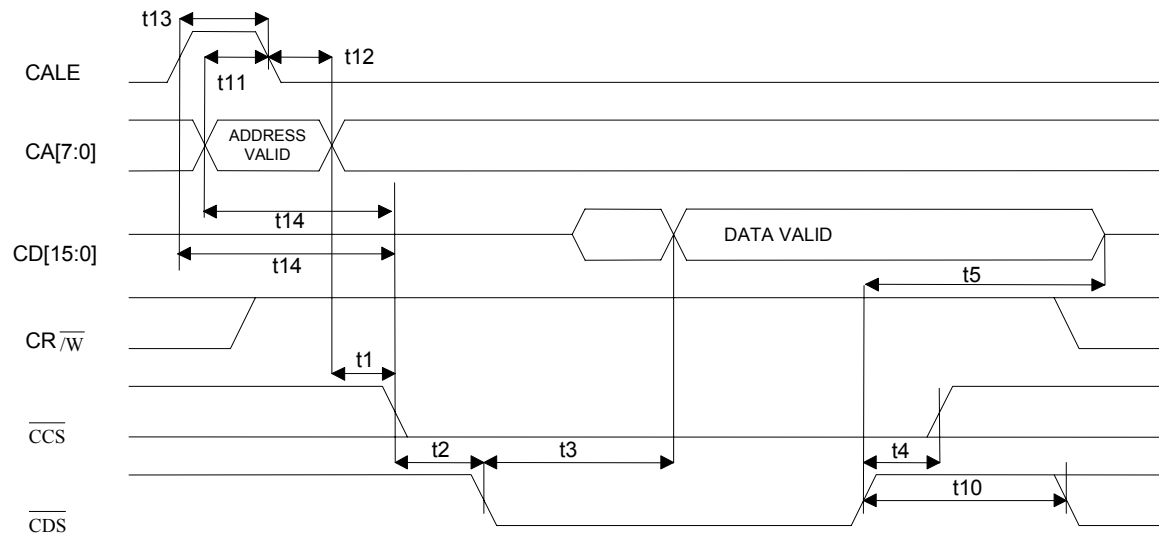 t13
t12
CALE
t11
ADDRESS
VALID
CA[7:0]
t14
DATA VALID
CD[15:0]
t14
t5
CR /W
t1
CCS
t2
t3
t4
t10
CDS